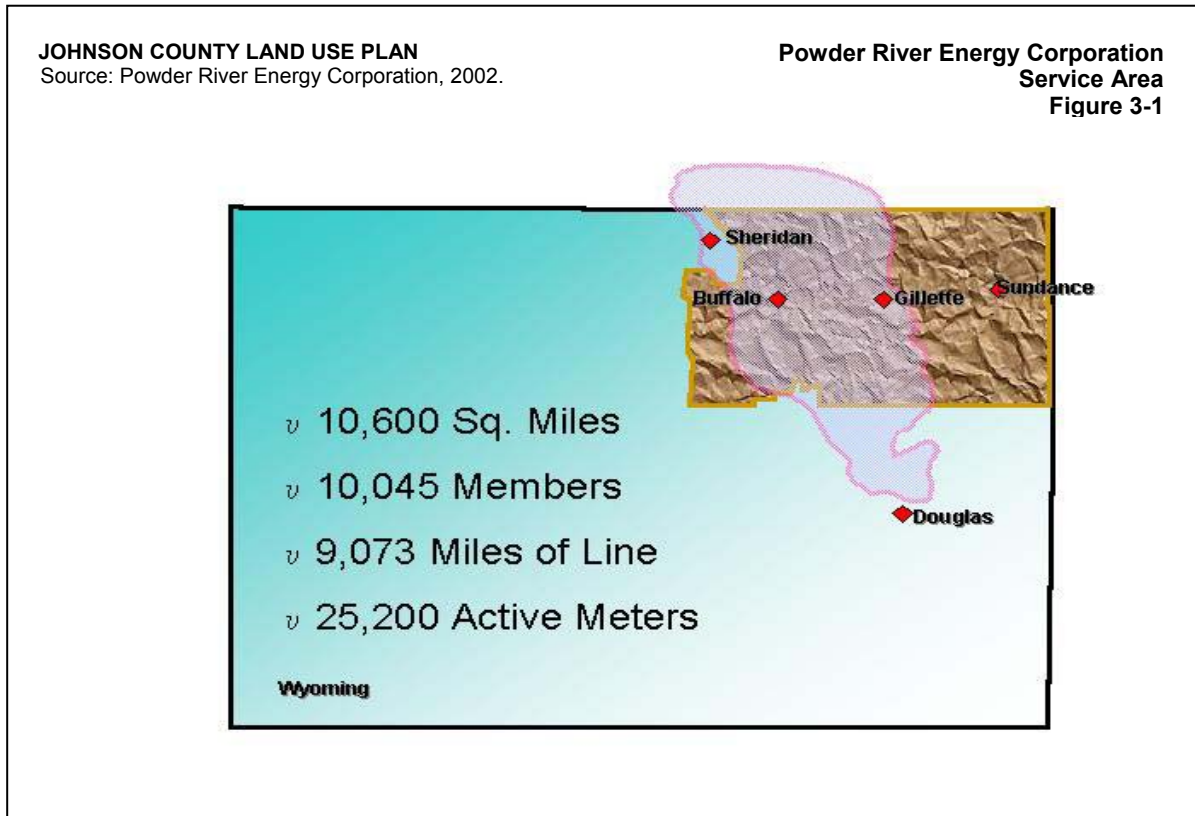 JOHNSON COUNTY LAND USE PLAN
Source: Powder River Energy Corporation, 2002.
Powder River Energy Corporation
Service Area
Figure 3-1
Sheridan
Buffalo
Gillette
Sundance
υ 10,600 Sq. Miles
υ 10,045 Members
υ 9,073 Miles of Line
Douglas
υ 25,200 Active Meters
Wyoming